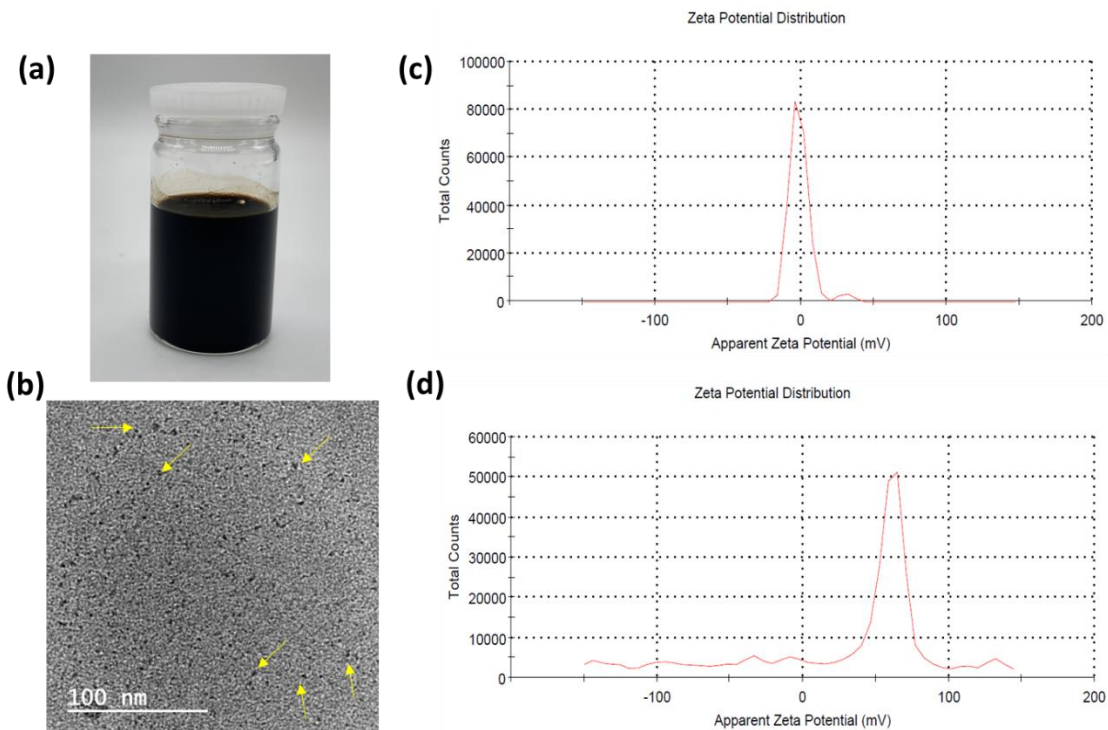 (a)
(b)
100 nm
(c)
Zeta Potential Distribution
Total Counts
100000
80000
60000
40000
20000
0
-100
0
100
200
Apparent Zeta Potential (mV)
(d)
Zeta Potential Distribution
Total Counts
60000
50000
40000
30000
20000
10000
0
-100
0
100
200
Apparent Zeta Potential (mV)